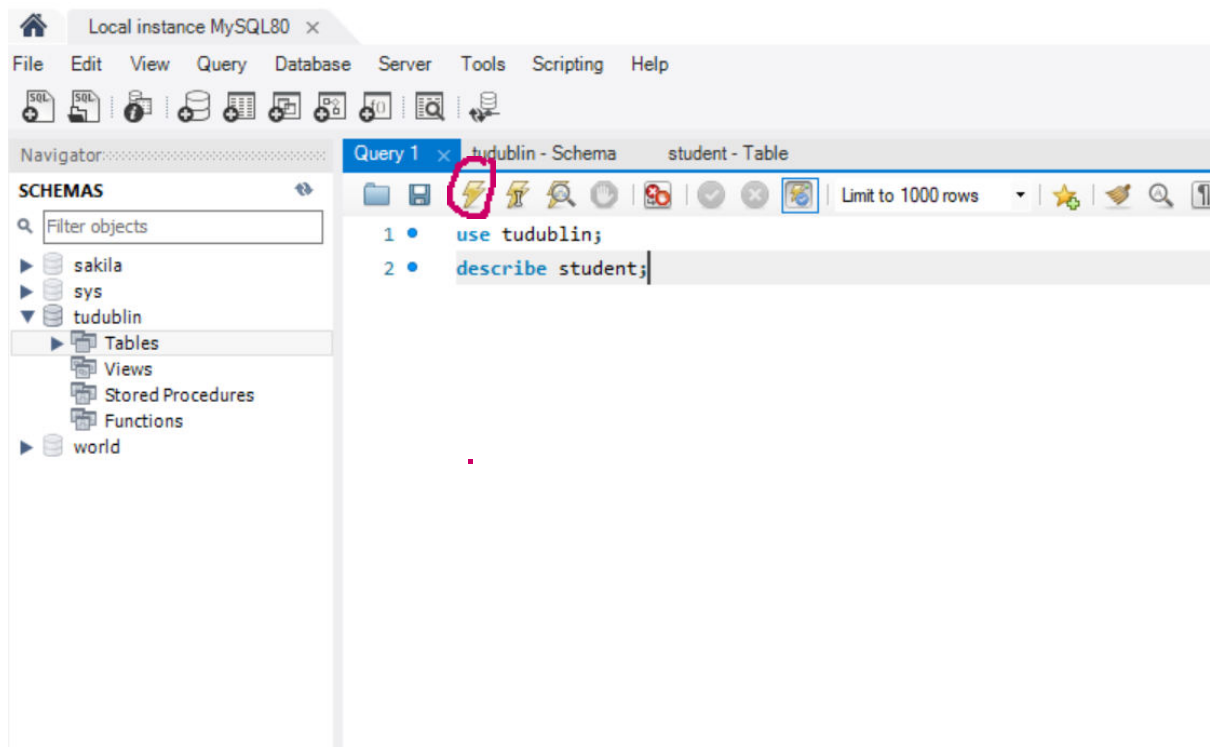 Local instance MySQL80
File Edit View Query Database Server Tools Scripting Help
SQL SQL
Navigator
Query 1 tudublin - Schema student - Table
SCHEMAS
Limit to 1000 rows
Filter objects
1 use tudublin;
2 describe student;
sakila
sys
tudublin
Tables
Views
Stored Procedures
Functions
world